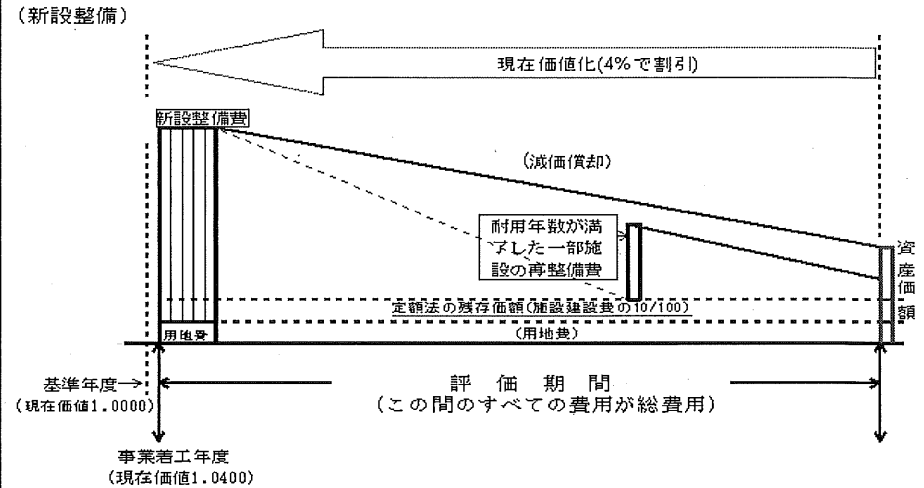 (新設整備)
現在価値化(4%で割引)
新設整備費
(減価償却)
耐用年数が満
了した一部施
設の再整備費
資産価額
定額法の残存価額(施設建設費の10/100)
用地費
(用地費)
基準年度→
(現在価値1.0000)
評価期間
(この間のすべての費用が総費用)
事業着工年度
(現在価値1.0400)